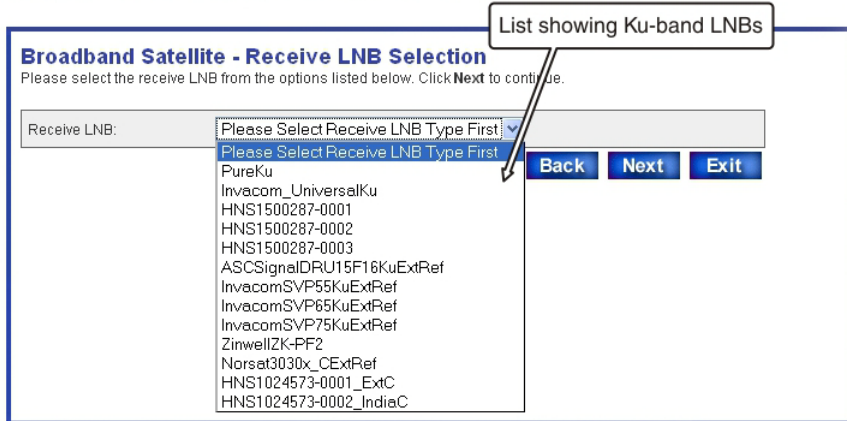 List showing Ku-band LNBs
Broadband Satellite - Receive LNB Selection
Please select the receive LNB from the options listed below. Click Next to continue.
Receive LNB:
Please Select Receive LNB Type First
Please Select Receive LNB Type First
PureKu
Invacom_UniversalKu
HNS1500287-0001
HNS1500287-0002
HNS1500287-0003
ASCSignalDRU15F16KuExtRef
InvacomSVP55KuExtRef
InvacomSVP65KuExtRef
InvacomSVP75KuExtRef
ZinwellZK-PF2
Norsat3030x_CExtRef
HNS1024573-0001_ExtC
HNS1024573-0002_IndiaC
Back Next Exit